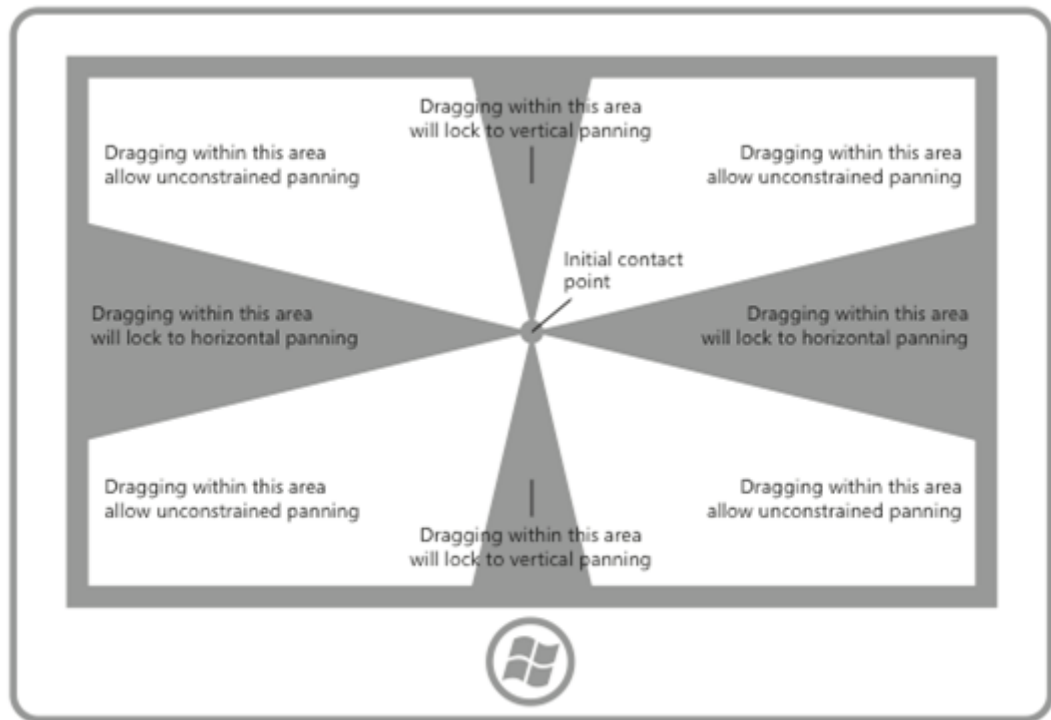 Dragging within this area
will lock to vertical panning
Dragging within this area
allow unconstrained panning
Dragging within this area
allow unconstrained panning
Initial contact
point
Dragging within this area
will lock to horizontal panning
Dragging within this area
will lock to horizontal panning
Dragging within this area
allow unconstrained panning
Dragging within this area
allow unconstrained panning
Dragging within this area
will lock to vertical panning